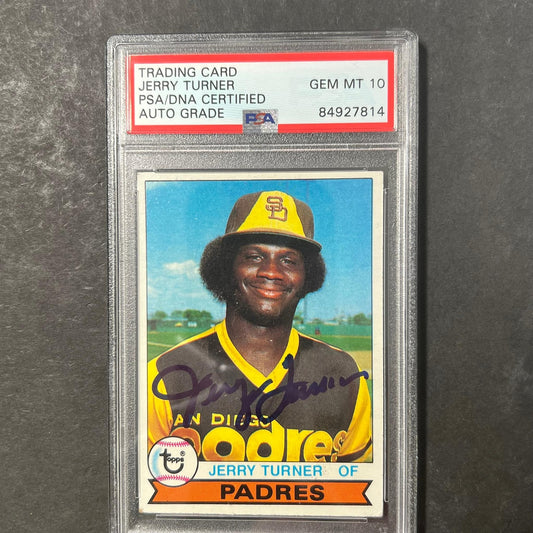 TRADING CARD
JERRY TURNER
PSA/DNA CERTIFIED
AUTO GRADE
GEM MT 10
84927814
PSA
SD
Jerry Turner
SAN DIEGO
Padres
topps
JERRY TURNER OF
PADRES